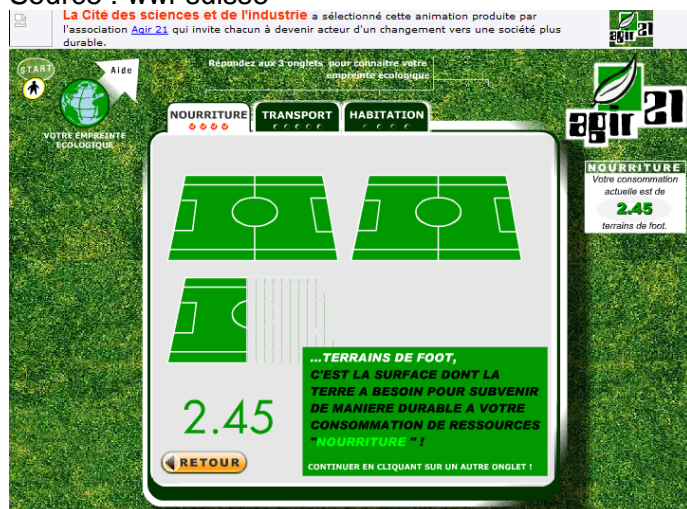 Source : wwf suisse
La Cité des sciences et de l'industrie a sélectionné cette animation produite par
l'association Agir 21 qui invite chacun à devenir acteur d'un changement vers une société plus
durable.
agir 21
START
Aide
Répondez aux 3 onglets pour connaitre votre
empreinte écologique
VOTRE EMPREINTE
ECOLOGIQUE
NOURRITURE TRANSPORT HABITATION
agir 21
NOURRITURE
Votre consommation
actuelle est de
2.45
terrains de foot.
...TERRAINS DE FOOT,
C'EST LA SURFACE DONT LA
TERRE A BESOIN POUR SUBVENIR
DE MANIERE DURABLE A VOTRE
CONSOMMATION DE RESSOURCES
"NOURRITURE " !
2.45
RETOUR
CONTINUER EN CLIQUANT SUR UN AUTRE ONGLET !